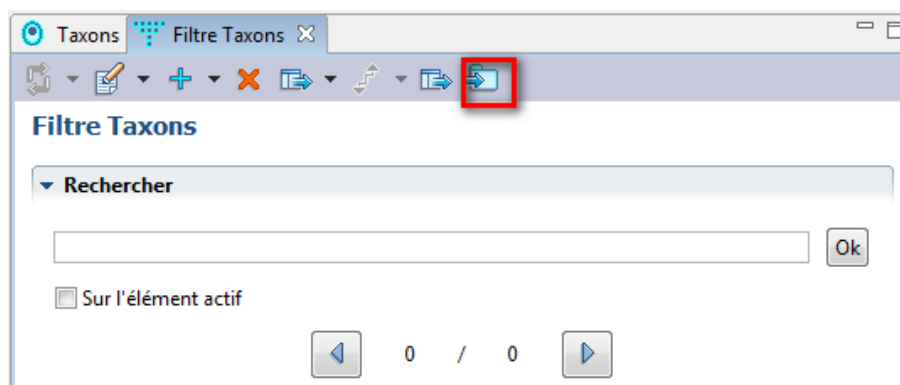 Taxons Filtre Taxons
Filtre Taxons
Rechercher
Ok
Sur l'élément actif
0 / 0